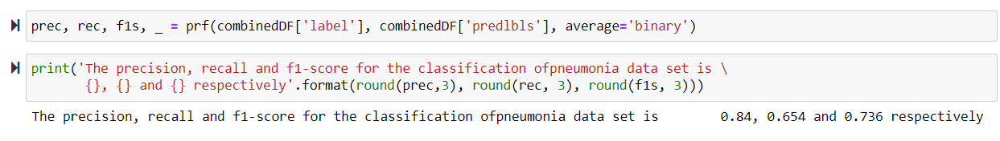 prec, rec, f1s, _ = prf(combinedDF['label'], combinedDF['predlbls'], average='binary')
print('The precision, recall and f1-score for the classification ofpneumonia data set is \
{}, {} and {} respectively'.format(round(prec,3), round(rec, 3), round(f1s, 3)))
The precision, recall and f1-score for the classification ofpneumonia data set is        0.84, 0.654 and 0.736 respectively